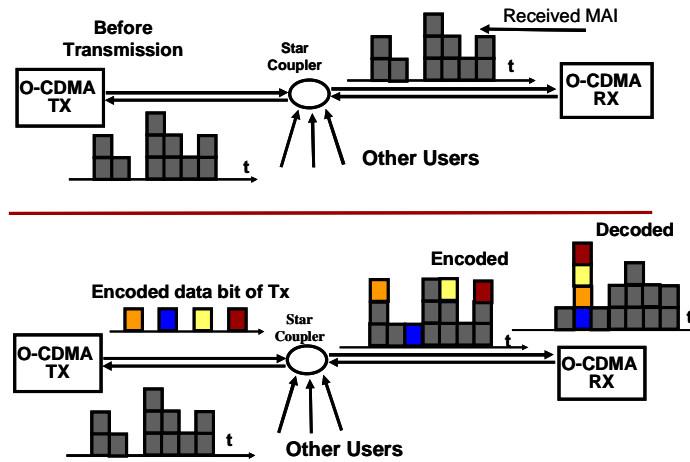 Before
Transmission
Received MAI
Star
Coupler
t
O-CDMA
TX
O-CDMA
RX
t
Other Users
Decoded
Encoded
Encoded data bit of Tx
Star
Coupler
t
t
O-CDMA
TX
O-CDMA
RX
t
Other Users